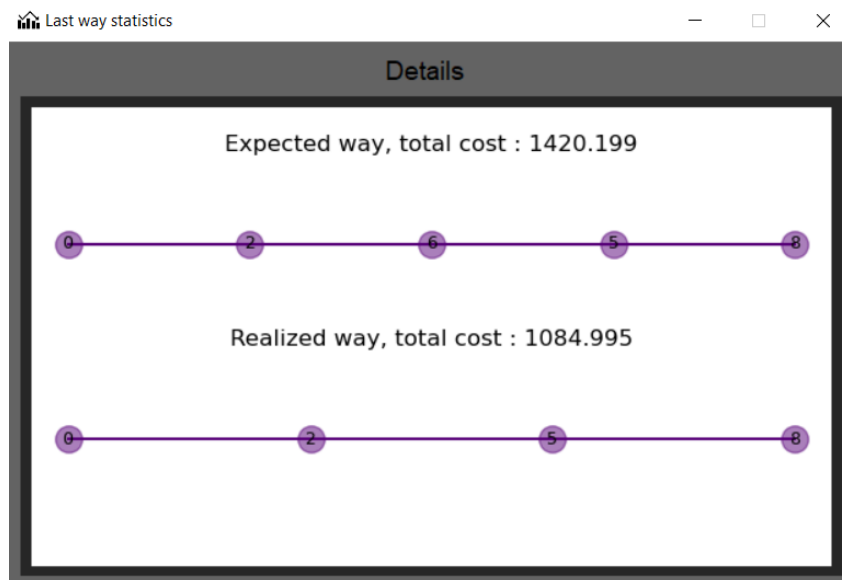 Last way statistics
Details
Expected way, total cost : 1420.199
0 2 6 5 8
Realized way, total cost : 1084.995
0 2 5 8